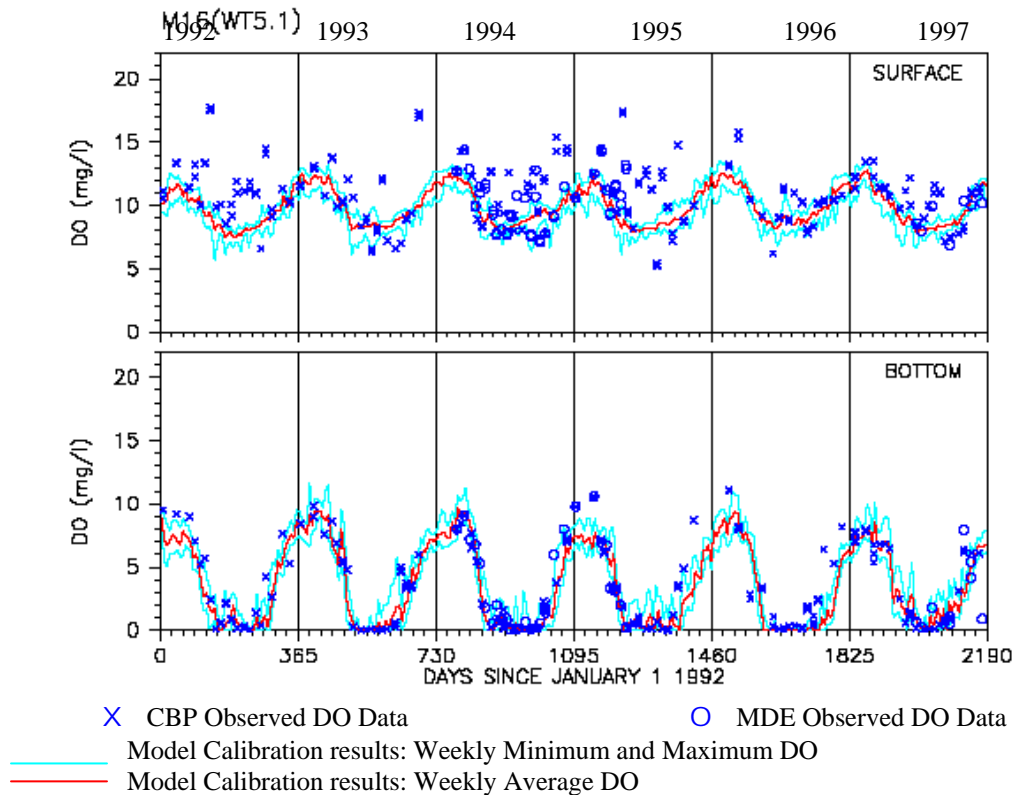 M16(WT5.1)
1992 1993 1994 1995 1996 1997
SURFACE
20
15
10
5
0
DO (mg/l)
BOTTOM
20
15
10
5
0
DO (mg/l)
0 365 730 1095 1460 1825 2190
DAYS SINCE JANUARY 1 1992
X CBP Observed DO Data O MDE Observed DO Data
Model Calibration results: Weekly Minimum and Maximum DO
Model Calibration results: Weekly Average DO